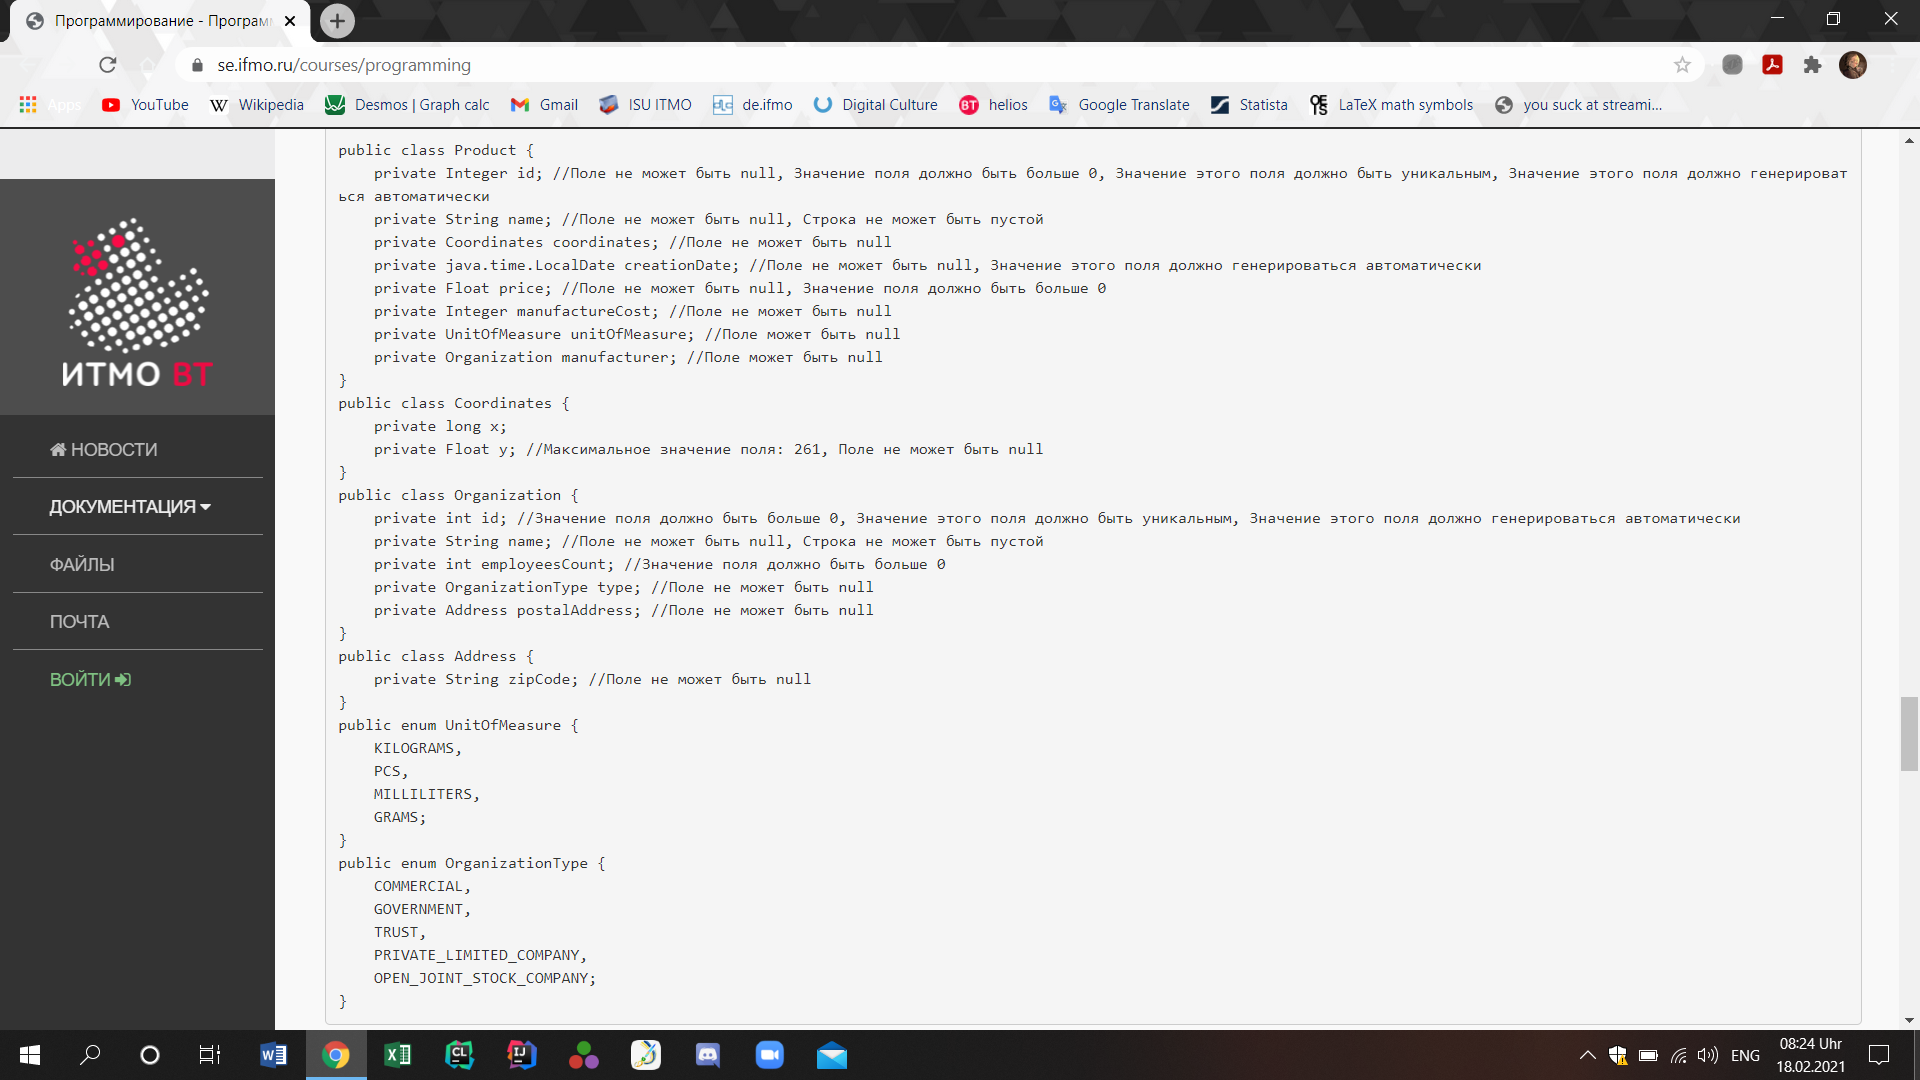 Программирование - Програм
se.ifmo.ru/courses/programming
Apps YouTube Wikipedia Desmos | Graph calc Gmail ISU ITMO de.ifmo Digital Culture helios Google Translate Statista LaTeX math symbols you suck at streami...
public class Product {
    private Integer id; //Поле не может быть null, Значение поля должно быть больше 0, Значение этого поля должно быть уникальным, Значение этого поля должно генерироват
ься автоматически
    private String name; //Поле не может быть null, Строка не может быть пустой
    private Coordinates coordinates; //Поле не может быть null
    private java.time.LocalDate creationDate; //Поле не может быть null, Значение этого поля должно генерироваться автоматически
    private Float price; //Поле не может быть null, Значение поля должно быть больше 0
    private Integer manufactureCost; //Поле не может быть null
    private UnitOfMeasure unitOfMeasure; //Поле может быть null
    private Organization manufacturer; //Поле может быть null
}
public class Coordinates {
    private long x;
    private Float y; //Максимальное значение поля: 261, Поле не может быть null
}
public class Organization {
    private int id; //Значение поля должно быть больше 0, Значение этого поля должно быть уникальным, Значение этого поля должно генерироваться автоматически
    private String name; //Поле не может быть null, Строка не может быть пустой
    private int employeesCount; //Значение поля должно быть больше 0
    private OrganizationType type; //Поле не может быть null
    private Address postalAddress; //Поле не может быть null
}
public class Address {
    private String zipCode; //Поле не может быть null
}
public enum UnitOfMeasure {
    KILOGRAMS,
    PCS,
    MILLILITERS,
    GRAMS;
}
public enum OrganizationType {
    COMMERCIAL,
    GOVERNMENT,
    TRUST,
    PRIVATE_LIMITED_COMPANY,
    OPEN_JOINT_STOCK_COMPANY;
}
ИТМО ВТ
НОВОСТИ
ДОКУМЕНТАЦИЯ
ФАЙЛЫ
ПОЧТА
ВОЙТИ
ENG
08:24 Uhr
18.02.2021